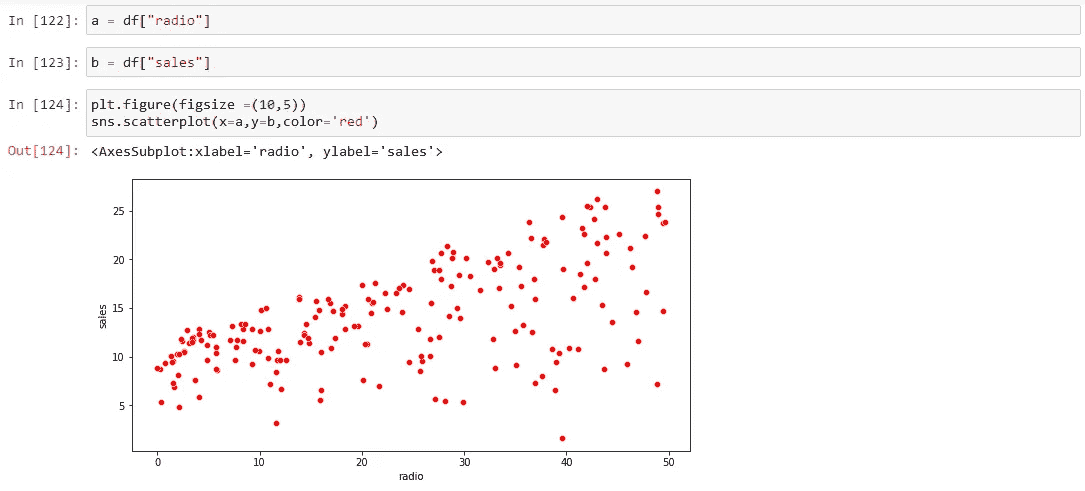 In [122]: a = df["radio"]
In [123]: b = df["sales"]
In [124]: plt.figure(figsize =(10,5))
sns.scatterplot(x=a,y=b,color='red')
Out[124]: <AxesSubplot:xlabel='radio', ylabel='sales'>
25
20
15
10
5
sales
0 10 20 30 40 50
radio